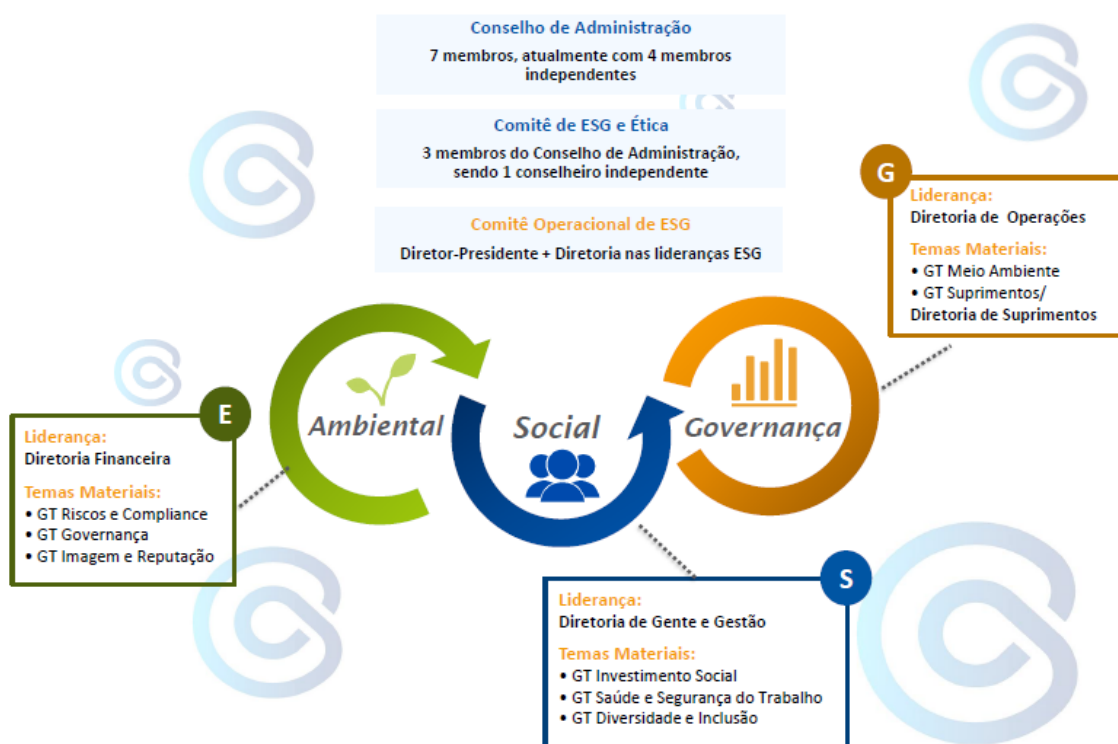 Conselho de Administração
7 membros, atualmente com 4 membros
independentes
Comitê de ESG e Ética
3 membros do Conselho de Administração,
sendo 1 conselheiro independente
Comitê Operacional de ESG
Diretor-Presidente + Diretoria nas lideranças ESG
G
Liderança:
Diretoria de Operações
Temas Materiais:
• GT Meio Ambiente
• GT Suprimentos/
Diretoria de Suprimentos
Ambiental
Social
Governança
E
Liderança:
Diretoria Financeira
Temas Materiais:
• GT Riscos e Compliance
• GT Governança
• GT Imagem e Reputação
S
Liderança:
Diretoria de Gente e Gestão
Temas Materiais:
• GT Investimento Social
• GT Saúde e Segurança do Trabalho
• GT Diversidade e Inclusão